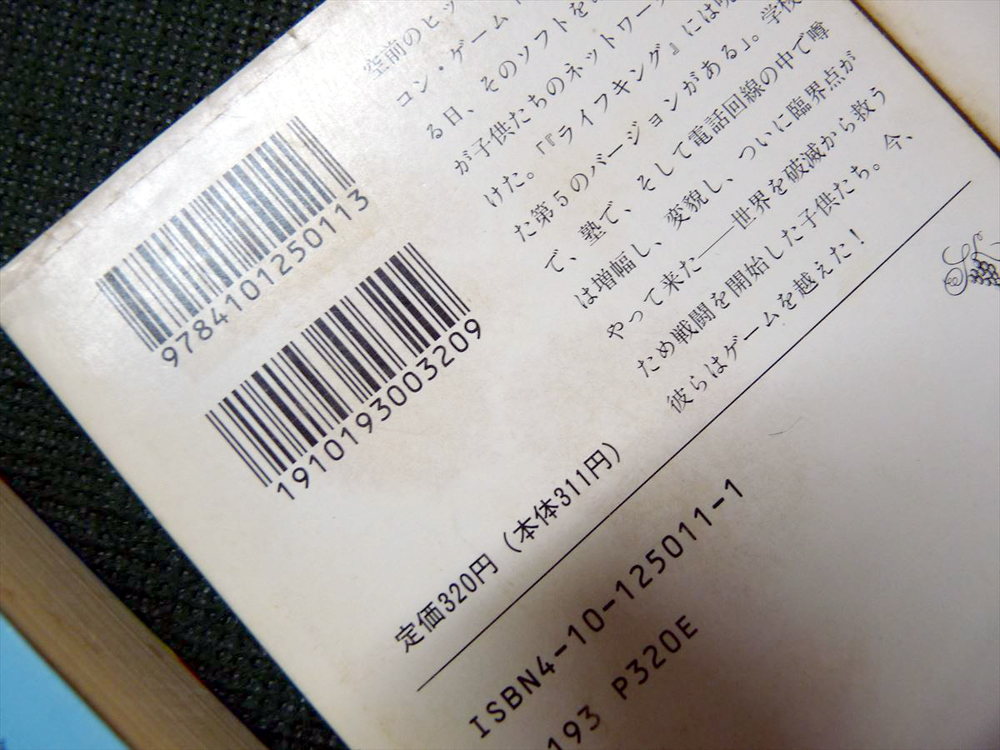 空前のヒッ
コン・ゲーム
る日、そのソフトを
が子供たちのネットワーク
けた。「『ライフキング』には
た第5のバージョンがある」。学校
で、塾で、そして電話回線の中で噂
は増幅し、変貌し、ついに臨界点が
やって来た――世界を破滅から救う
ため戦闘を開始した子供たち。今、
彼らはゲームを越えた！
9784101250113
1910193003209
定価320円（本体311円）
ISBN4-10-125011-1
193 P320E